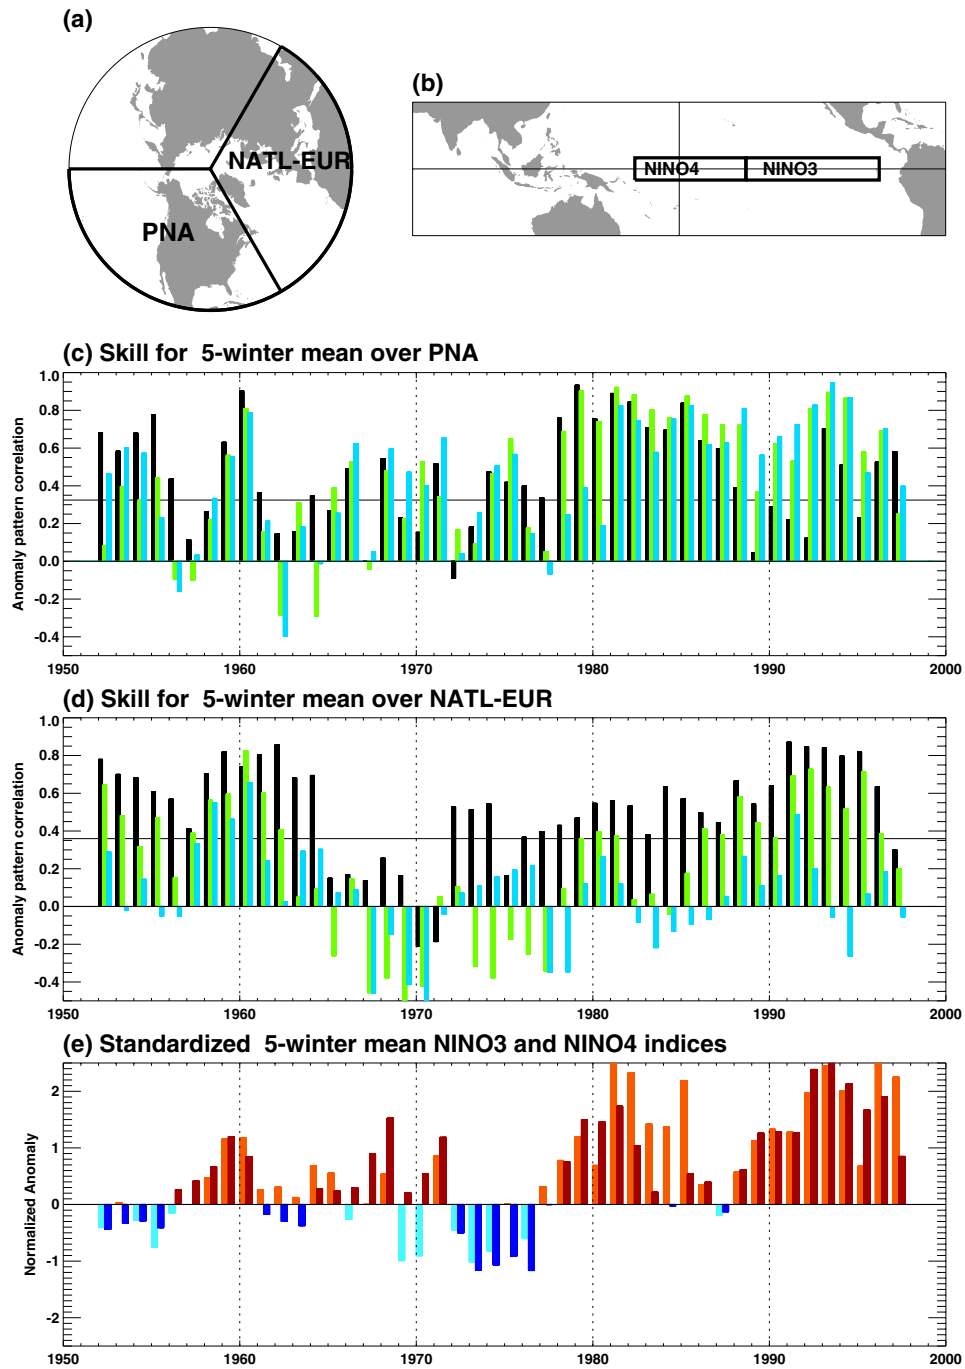 (a)
NATL-EUR
PNA
(b)
NINO4
NINO3
(c) Skill for 5-winter mean over PNA
Anomaly pattern correlation
1.0
0.8
0.6
0.4
0.2
0.0
-0.2
-0.4
1950 1960 1970 1980 1990 2000
(d) Skill for 5-winter mean over NATL-EUR
Anomaly pattern correlation
1.0
0.8
0.6
0.4
0.2
0.0
-0.2
-0.4
1950 1960 1970 1980 1990 2000
(e) Standardized 5-winter mean NINO3 and NINO4 indices
Normalized Anomaly
2
1
0
-1
-2
1950 1960 1970 1980 1990 2000